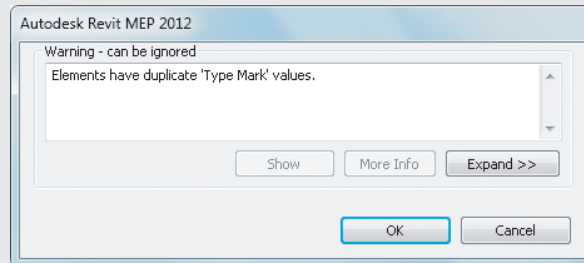 Autodesk Revit MEP 2012
Warning - can be ignored
Elements have duplicate 'Type Mark' values.
Show More Info Expand >>
OK Cancel